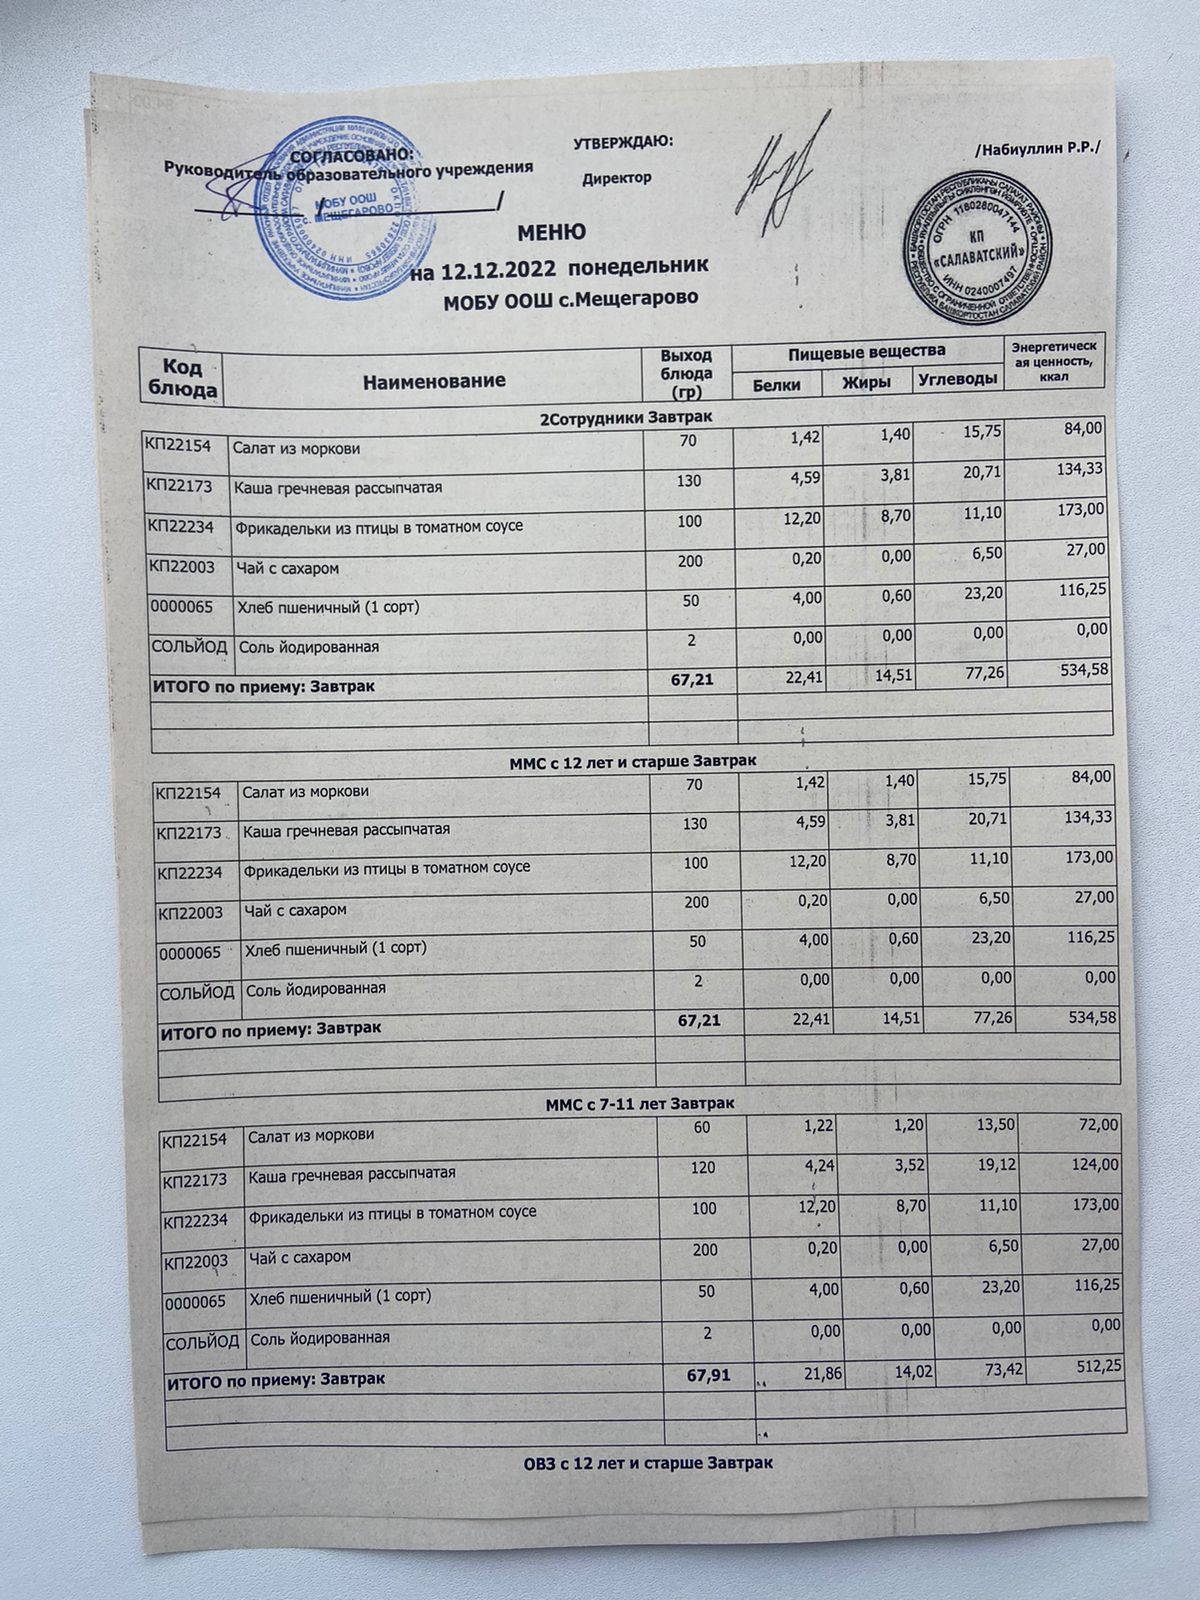 СОГЛАСОВАНО:
Руководитель образовательного учреждения
/ /
МОБУ ООШ
с. МЕЩЕГАРОВО
УТВЕРЖДАЮ:
Директор
/Набиуллин Р.Р./
ОГРН 1160280047144
КП
«САЛАВАТСКИЙ»
ИНН 0240007497
МЕНЮ
на 12.12.2022 понедельник
МОБУ ООШ с.Мещегарово
Код блюда Наименование Выход блюда (гр) Пищевые вещества Энергетическ ая ценность, ккал
Белки Жиры Углеводы
2Сотрудники Завтрак
КП22154 Салат из моркови 70 1,42 1,40 15,75 84,00
КП22173 Каша гречневая рассыпчатая 130 4,59 3,81 20,71 134,33
КП22234 Фрикадельки из птицы в томатном соусе 100 12,20 8,70 11,10 173,00
КП22003 Чай с сахаром 200 0,20 0,00 6,50 27,00
0000065 Хлеб пшеничный (1 сорт) 50 4,00 0,60 23,20 116,25
СОЛЬЙОД Соль йодированная 2 0,00 0,00 0,00 0,00
ИТОГО по приему: Завтрак 67,21 22,41 14,51 77,26 534,58
ММС с 12 лет и старше Завтрак
КП22154 Салат из моркови 70 1,42 1,40 15,75 84,00
КП22173 Каша гречневая рассыпчатая 130 4,59 3,81 20,71 134,33
КП22234 Фрикадельки из птицы в томатном соусе 100 12,20 8,70 11,10 173,00
КП22003 Чай с сахаром 200 0,20 0,00 6,50 27,00
0000065 Хлеб пшеничный (1 сорт) 50 4,00 0,60 23,20 116,25
СОЛЬЙОД Соль йодированная 2 0,00 0,00 0,00 0,00
ИТОГО по приему: Завтрак 67,21 22,41 14,51 77,26 534,58
ММС с 7-11 лет Завтрак
КП22154 Салат из моркови 60 1,22 1,20 13,50 72,00
КП22173 Каша гречневая рассыпчатая 120 4,24 3,52 19,12 124,00
КП22234 Фрикадельки из птицы в томатном соусе 100 12,20 8,70 11,10 173,00
КП22003 Чай с сахаром 200 0,20 0,00 6,50 27,00
0000065 Хлеб пшеничный (1 сорт) 50 4,00 0,60 23,20 116,25
СОЛЬЙОД Соль йодированная 2 0,00 0,00 0,00 0,00
ИТОГО по приему: Завтрак 67,91 21,86 14,02 73,42 512,25
ОВЗ с 12 лет и старше Завтрак